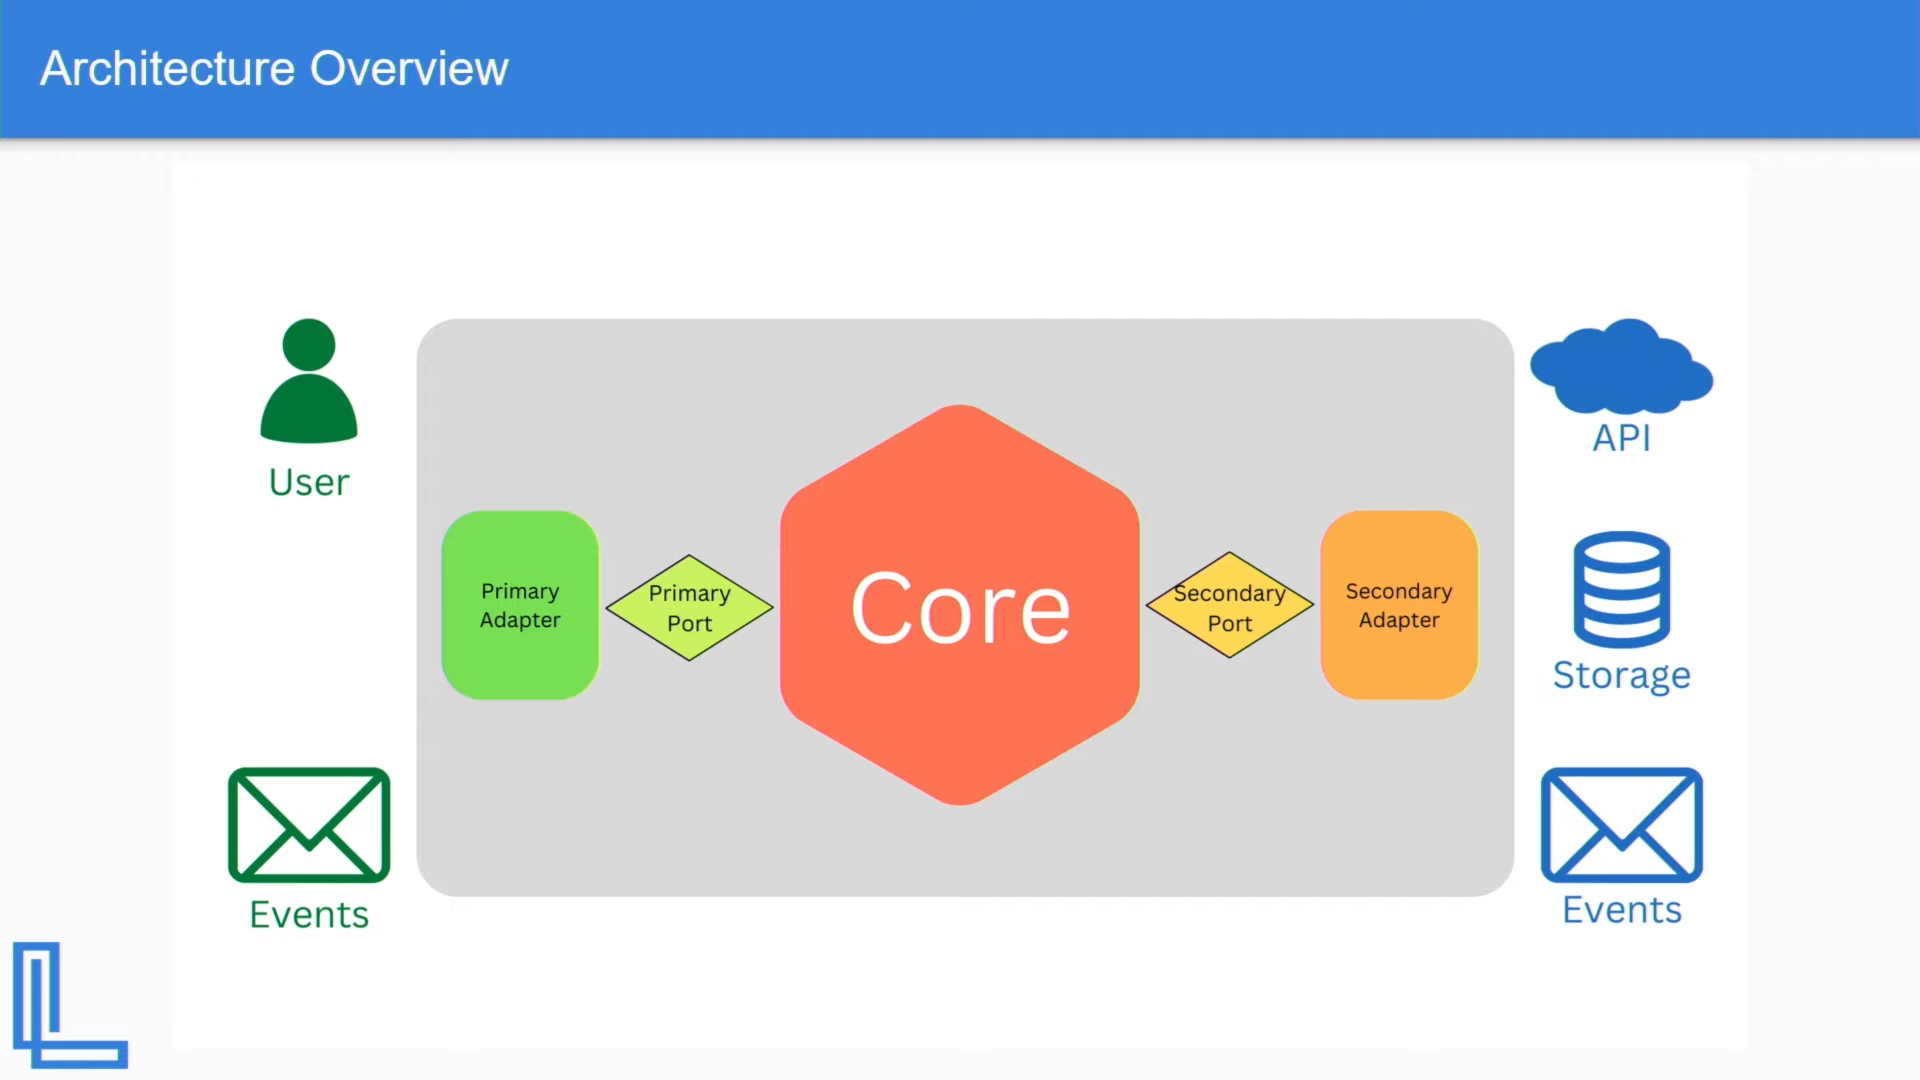 Architecture Overview
User
Events
Primary
Adapter
Primary
Port
Core
Secondary
Port
Secondary
Adapter
API
Storage
Events